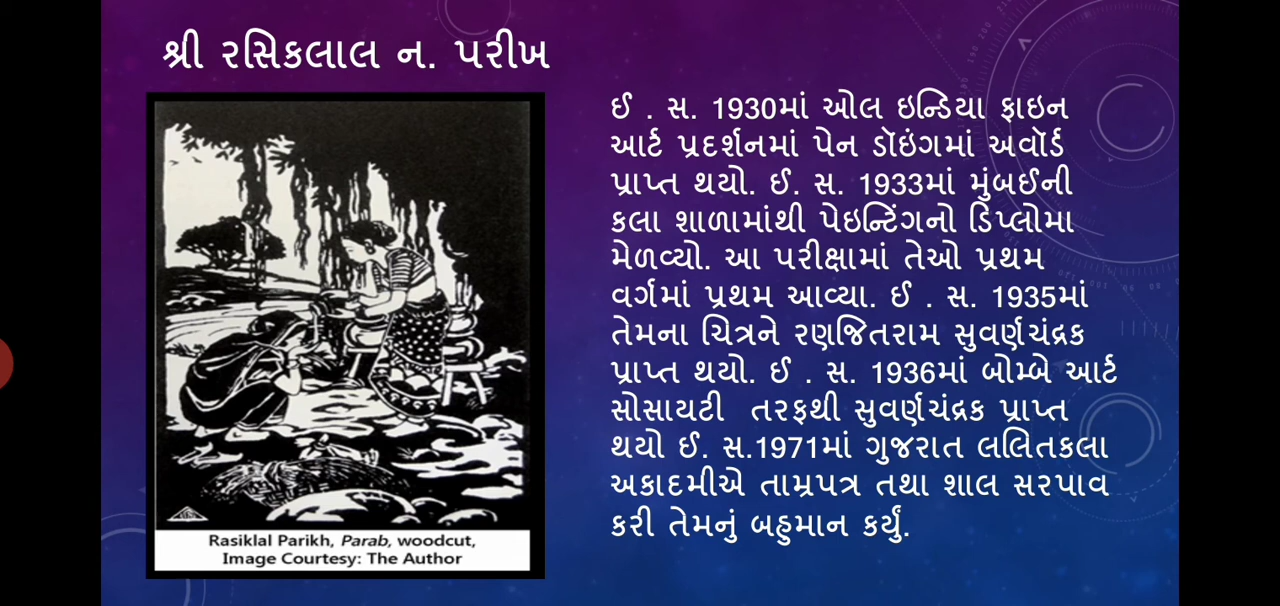 શ્રી રસિકલાલ ન. પરીખ
ઈ . સ. 1930માં ઓલ ઇન્ડિયા ફાઇન
આર્ટ પ્રદર્શનમાં પેન ડૉઇંગમાં અવૉર્ડ
પ્રાપ્ત થયો. ઈ. સ. 1933માં મુંબઈની
કલા શાળામાંથી પેઇન્ટિંગનો ડિપ્લોમા
મેળવ્યો. આ પરીક્ષામાં તેઓ પ્રથમ
વર્ગમાં પ્રથમ આવ્યા. ઈ . સ. 1935માં
તેમના ચિત્રને રણજિતરામ સુવર્ણચંદ્રક
પ્રાપ્ત થયો. ઈ . સ. 1936માં બોમ્બે આર્ટ
સોસાયટી તરફથી સુવર્ણચંદ્રક પ્રાપ્ત
થયો ઈ. સ.1971માં ગુજરાત લલિતકલા
અકાદમીએ તામ્રપત્ર તથા શાલ સરપાવ
કરી તેમનું બહુમાન કર્યું.
Rasiklal Parikh, Parab, woodcut,
Image Courtesy: The Author